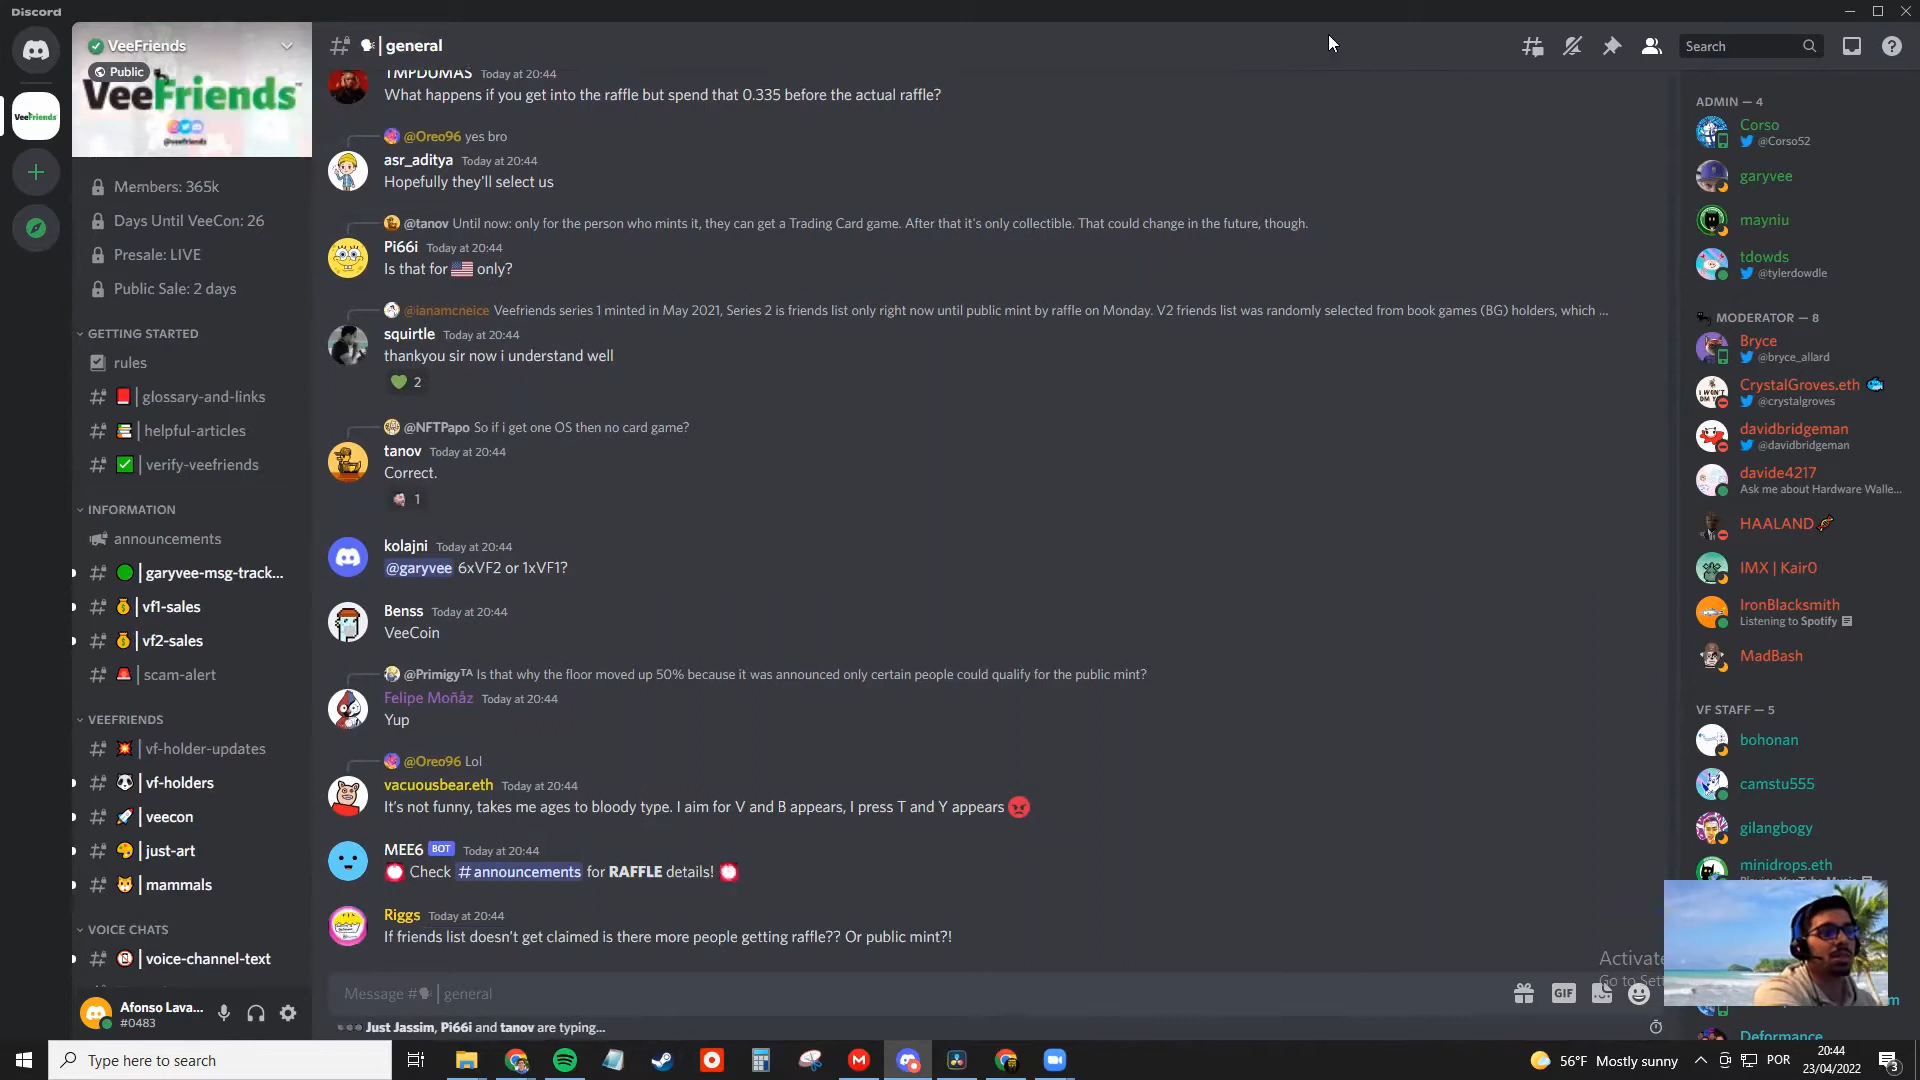 Discord
VeeFriends
Public
VeeFriends
@veefriends
VeeFriends
Members: 365k
Days Until VeeCon: 26
Presale: LIVE
Public Sale: 2 days
GETTING STARTED
rules
glossary-and-links
helpful-articles
verify-veefriends
INFORMATION
announcements
garyvee-msg-track...
vf1-sales
vf2-sales
scam-alert
VEEFRIENDS
vf-holder-updates
vf-holders
veecon
just-art
mammals
VOICE CHATS
voice-channel-text
Afonso Lava...
#0483
general
Search
TMPDUMAS Today at 20:44
What happens if you get into the raffle but spend that 0.335 before the actual raffle?
@Oreo96 yes bro
asr_aditya Today at 20:44
Hopefully they'll select us
@tanov Until now: only for the person who mints it, they can get a Trading Card game. After that it's only collectible. That could change in the future, though.
Pi66i Today at 20:44
Is that for 🇺🇸 only?
@ianamcneice Veefriends series 1 minted in May 2021, Series 2 is friends list only right now until public mint by raffle on Monday. V2 friends list was randomly selected from book games (BG) holders, which ...
squirtle Today at 20:44
thankyou sir now i understand well
💚 2
@NFTPapo So if i get one OS then no card game?
tanov Today at 20:44
Correct.
1
kolajni Today at 20:44
@garyvee 6xVF2 or 1xVF1?
Benss Today at 20:44
VeeCoin
@Primigyᵀᴬ Is that why the floor moved up 50% because it was announced only certain people could qualify for the public mint?
Felipe Moñåz Today at 20:44
Yup
@Oreo96 Lol
vacuousbear.eth Today at 20:44
It's not funny, takes me ages to bloody type. I aim for V and B appears, I press T and Y appears 😡
MEE6 BOT Today at 20:44
Check # announcements for RAFFLE details!
Riggs Today at 20:44
If friends list doesn't get claimed is there more people getting raffle?? Or public mint?!
Message #🗣 | general
GIF
Just Jassim, Pi66i and tanov are typing...
ADMIN — 4
Corso
@Corso52
garyvee
mayniu
tdowds
@tylerdowdle
MODERATOR — 8
Bryce
@bryce_allard
CrystalGroves.eth
@crystalgroves
davidbridgeman
@davidbridgeman
davide4217
Ask me about Hardware Walle...
HAALAND
IMX | Kair0
IronBlacksmith
Listening to Spotify
MadBash
VF STAFF — 5
bohonan
camstu555
gilangbogy
minidrops.eth
Deformance
Activate
Go to Sett
Type here to search
56°F Mostly sunny
POR
20:44
23/04/2022
3